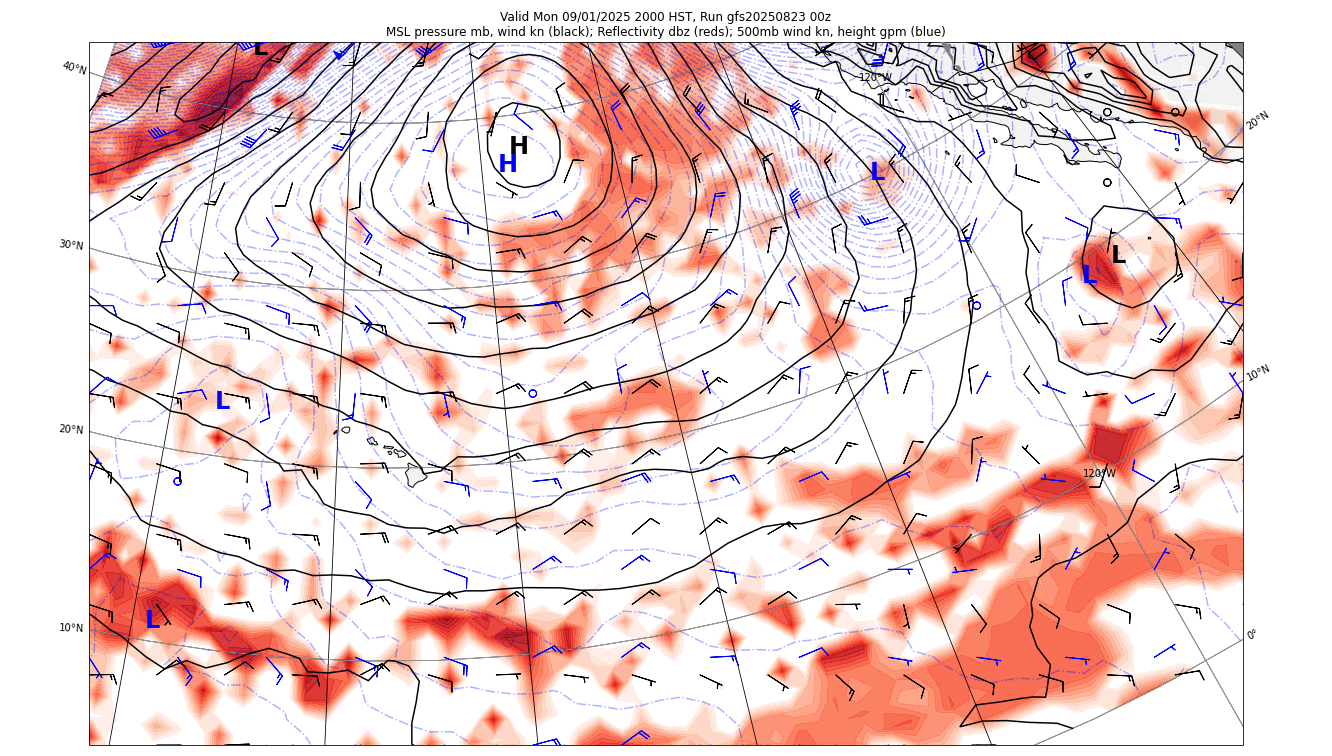 Valid Mon 09/01/2025 2000 HST, Run gfs20250823 00z
MSL pressure mb, wind kn (black); Reflectivity dbz (reds); 500mb wind kn, height gpm (blue)
L
40°N
120°W
20°N
H
H
L
30°N
L
L
10°N
L
20°N
120°W
L
10°N
0°